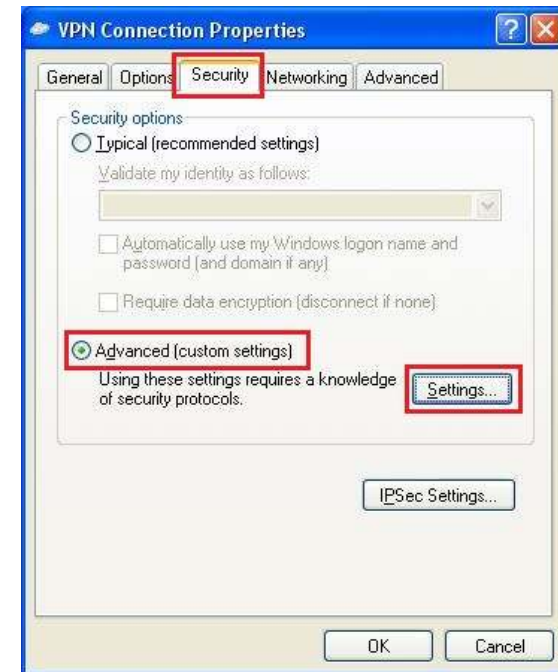 VPN Connection Properties
General Options Security Networking Advanced
Security options
Typical (recommended settings)
Validate my identity as follows:
Automatically use my Windows logon name and
password (and domain if any)
Require data encryption (disconnect if none)
Advanced (custom settings)
Using these settings requires a knowledge
of security protocols.
Settings...
IPSec Settings...
OK Cancel